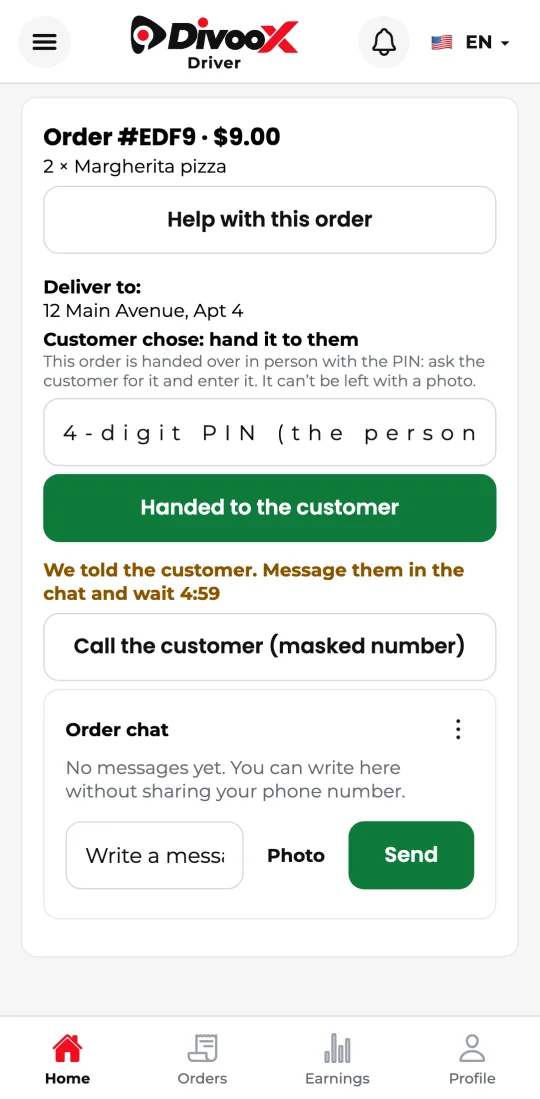 DivooX
Driver
EN
Order #EDF9 · $9.00
2 × Margherita pizza
Help with this order
Deliver to:
12 Main Avenue, Apt 4
Customer chose: hand it to them
This order is handed over in person with the PIN: ask the
customer for it and enter it. It can’t be left with a photo.
4-digit PIN (the person
Handed to the customer
We told the customer. Message them in the
chat and wait 4:59
Call the customer (masked number)
Order chat
No messages yet. You can write here
without sharing your phone number.
Write a messa
Photo
Send
Home
Orders
Earnings
Profile